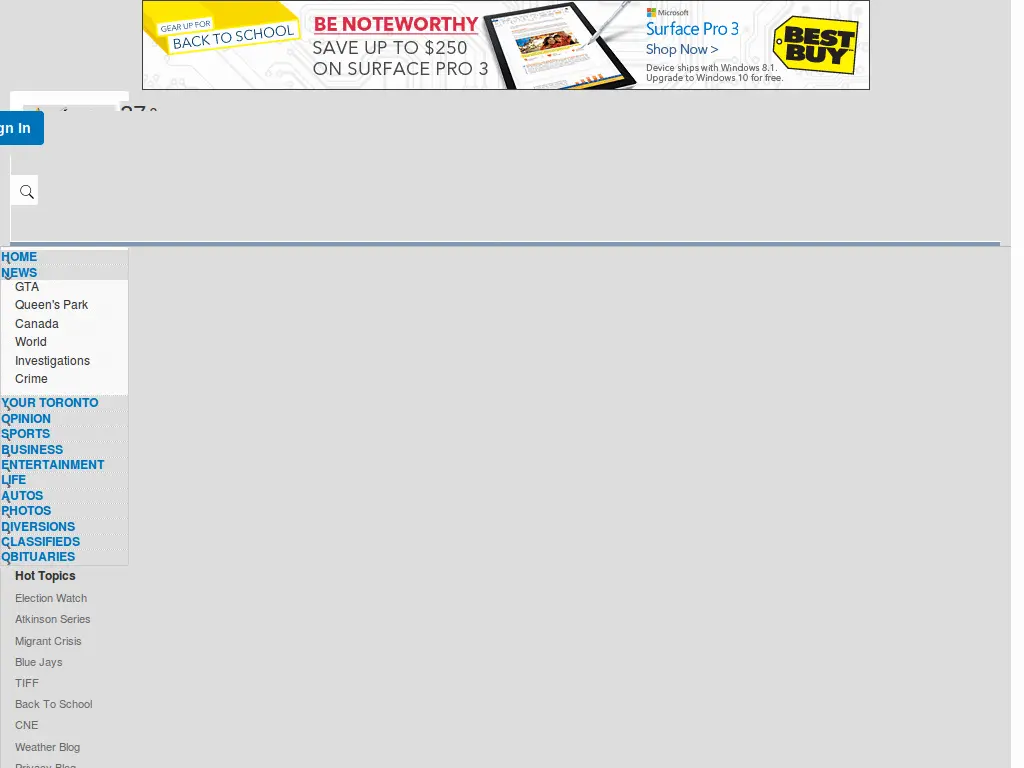 GEAR UP FOR
BACK TO SCHOOL
BE NOTEWORTHY
SAVE UP TO $250
ON SURFACE PRO 3
Microsoft
Surface Pro 3
Shop Now >
Device ships with Windows 8.1.
Upgrade to Windows 10 for free.
BEST
BUY
gn In
HOME
NEWS
GTA
Queen's Park
Canada
World
Investigations
Crime
YOUR TORONTO
OPINION
SPORTS
BUSINESS
ENTERTAINMENT
LIFE
AUTOS
PHOTOS
DIVERSIONS
CLASSIFIEDS
OBITUARIES
Hot Topics
Election Watch
Atkinson Series
Migrant Crisis
Blue Jays
TIFF
Back To School
CNE
Weather Blog
Privacy Blog